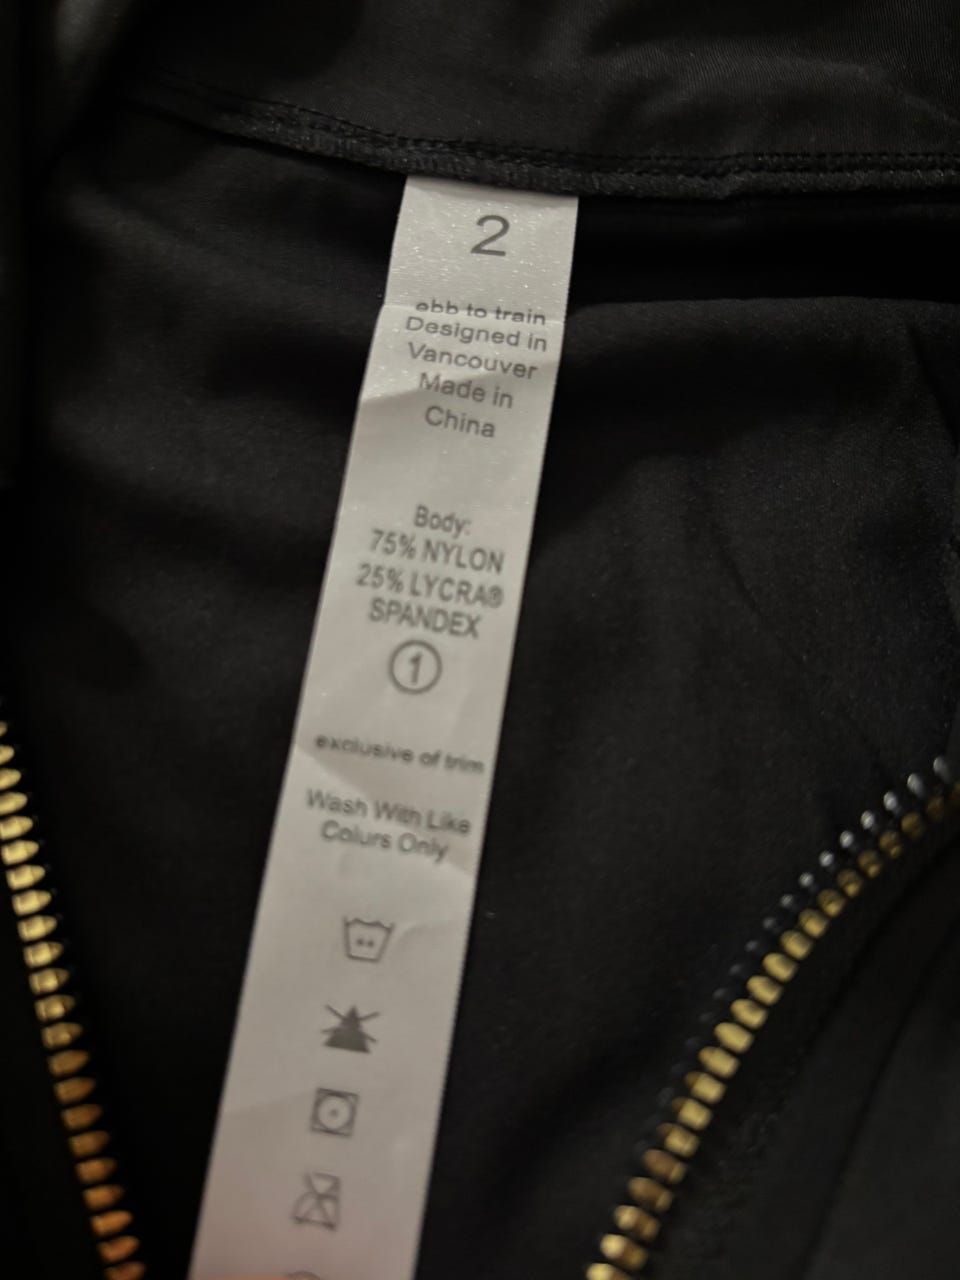 2
ebb to train
Designed in
Vancouver
Made in
China
Body:
75% NYLON
25% LYCRA®
SPANDEX
1
exclusive of trim
Wash With Like
Colurs Only